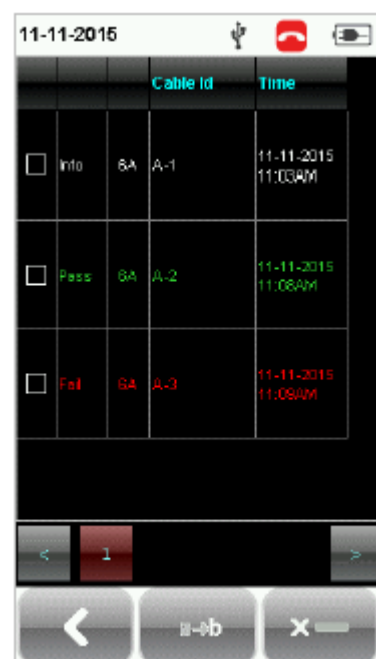 11-11-2015
Cable Id Time
Info 6A A-1 11-11-2015
11:03AM
Pass 6A A-2 11-11-2015
11:08AM
Fail 6A A-3 11-11-2015
11:09AM
< 1 >